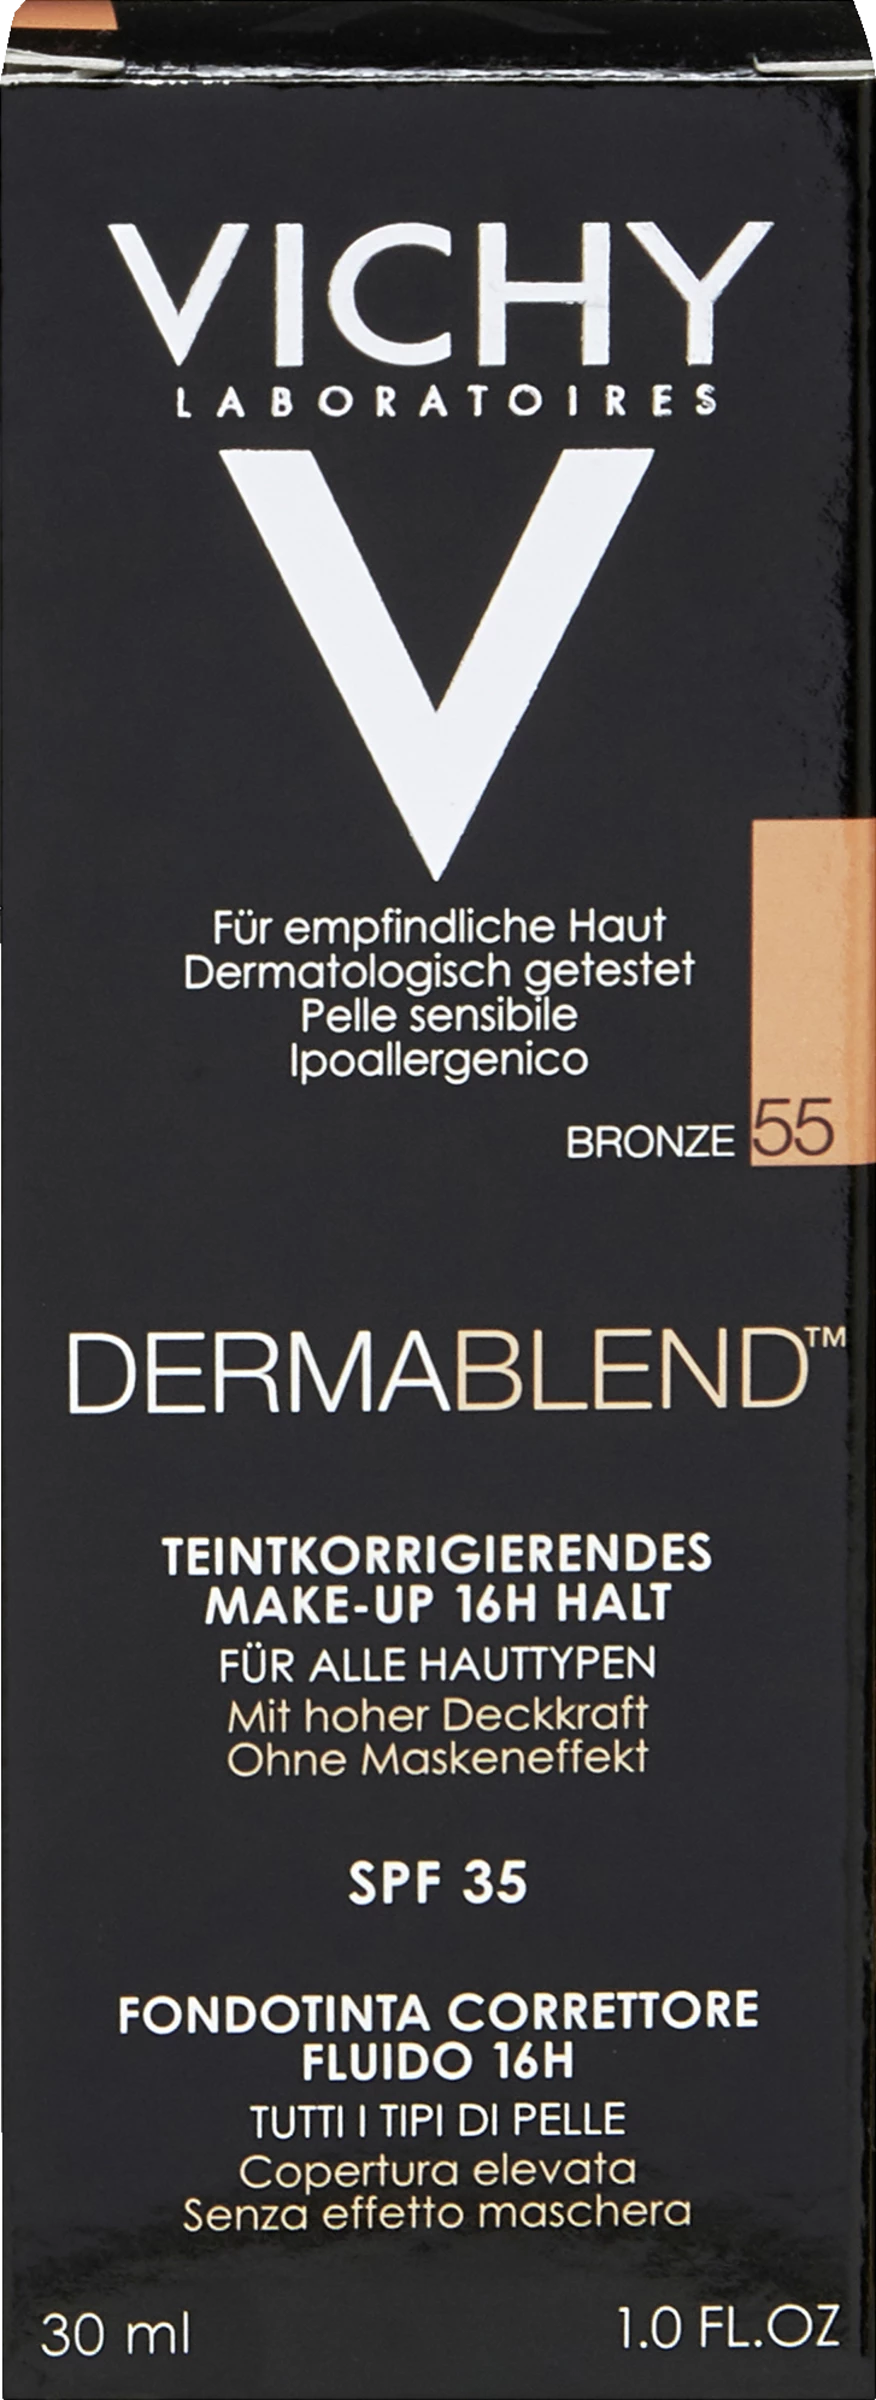 VICHY
LABORATOIRES
V
Für empfindliche Haut
Dermatologisch getestet
Pelle sensibile
Ipoallergenico
BRONZE 55
DERMABLEND™
TEINTKORRIGIERENDES
MAKE-UP 16H HALT
FÜR ALLE HAUTTYPEN
Mit hoher Deckkraft
Ohne Maskeneffekt
SPF 35
FONDOTINTA CORRETTORE
FLUIDO 16H
TUTTI I TIPI DI PELLE
Copertura elevata
Senza effetto maschera
30 ml 1.0 FL.OZ